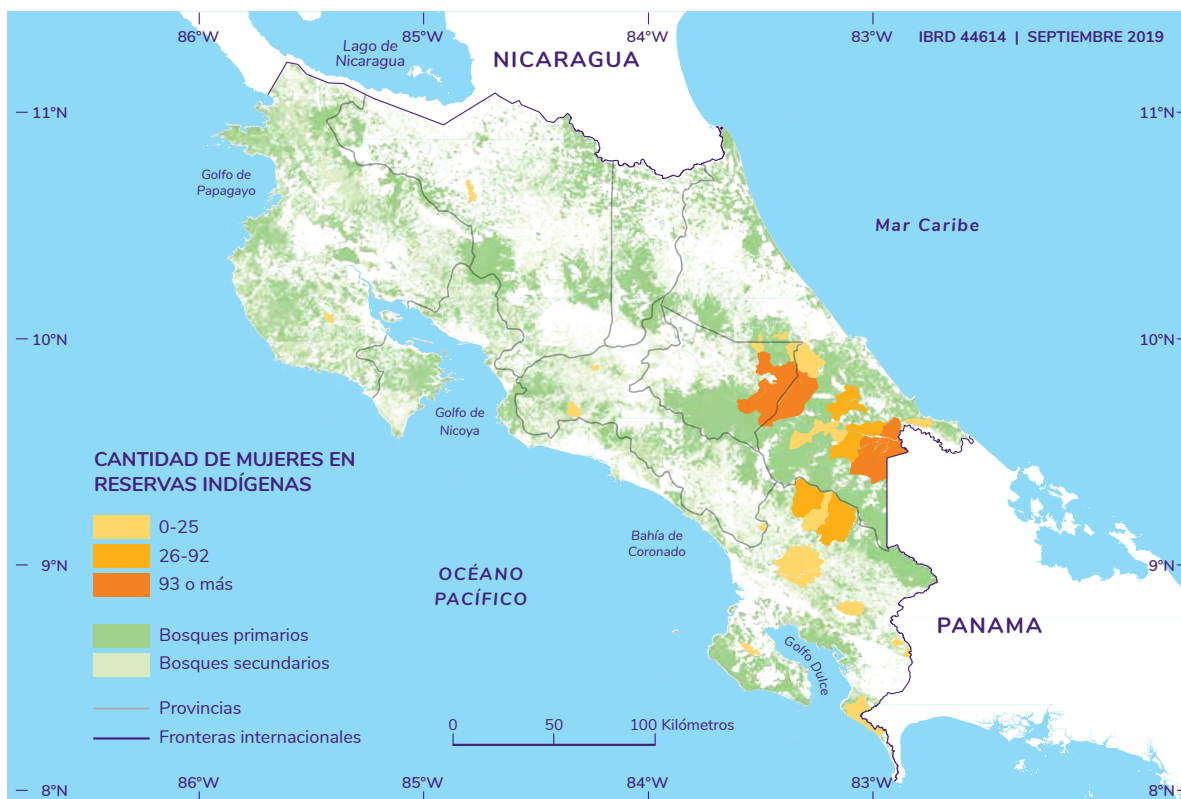 86°W
85°W
84°W
83°W
IBRD 44614 | SEPTIEMBRE 2019
Lago de
Nicaragua
NICARAGUA
11°N
11°N
Golfo de
Papagayo
Mar Caribe
10°N
10°N
Golfo de
Nicoya
CANTIDAD DE MUJERES EN
RESERVAS INDÍGENAS
0-25
26-92
93 o más
Bosques primarios
Bosques secundarios
Provincias
Fronteras internacionales
Bahía de
Coronado
9°N
9°N
OCÉANO
PACÍFICO
PANAMA
Golfo Dulce
0
50
100 Kilómetros
86°W
85°W
84°W
83°W
8°N
8°N